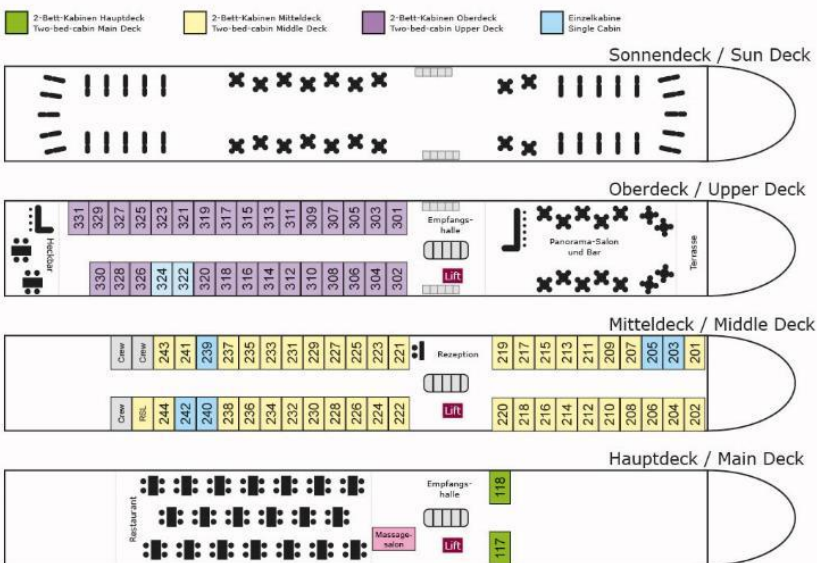 2-Bett-Kabinen Hauptdeck
Two-bed-cabin Main Deck
2-Bett-Kabinen Mitteldeck
Two-bed-cabin Middle Deck
2-Bett-Kabinen Oberdeck
Two-bed-cabin Upper Deck
Einzelkabine
Single Cabin
Sonnendeck / Sun Deck
Oberdeck / Upper Deck
331 329 327 325 323 321 319 317 315 313 311 309 307 305 303 301
Heckbar
Empfangs-
halle
Panorama-Salon
und Bar
Terrasse
Lift
330 328 326 324 322 320 318 316 314 312 310 308 306 304 302
Mitteldeck / Middle Deck
Crew Crew 243 241 239 237 235 233 231 229 227 225 223 221
Rezeption
219 217 215 213 211 209 207 205 203 201
Crew RSL 244 242 240 238 236 234 232 230 228 226 224 222
Lift
220 218 216 214 212 210 208 206 204 202
Hauptdeck / Main Deck
Restaurant
Empfangs-
halle
118
Massage-
salon
Lift
117